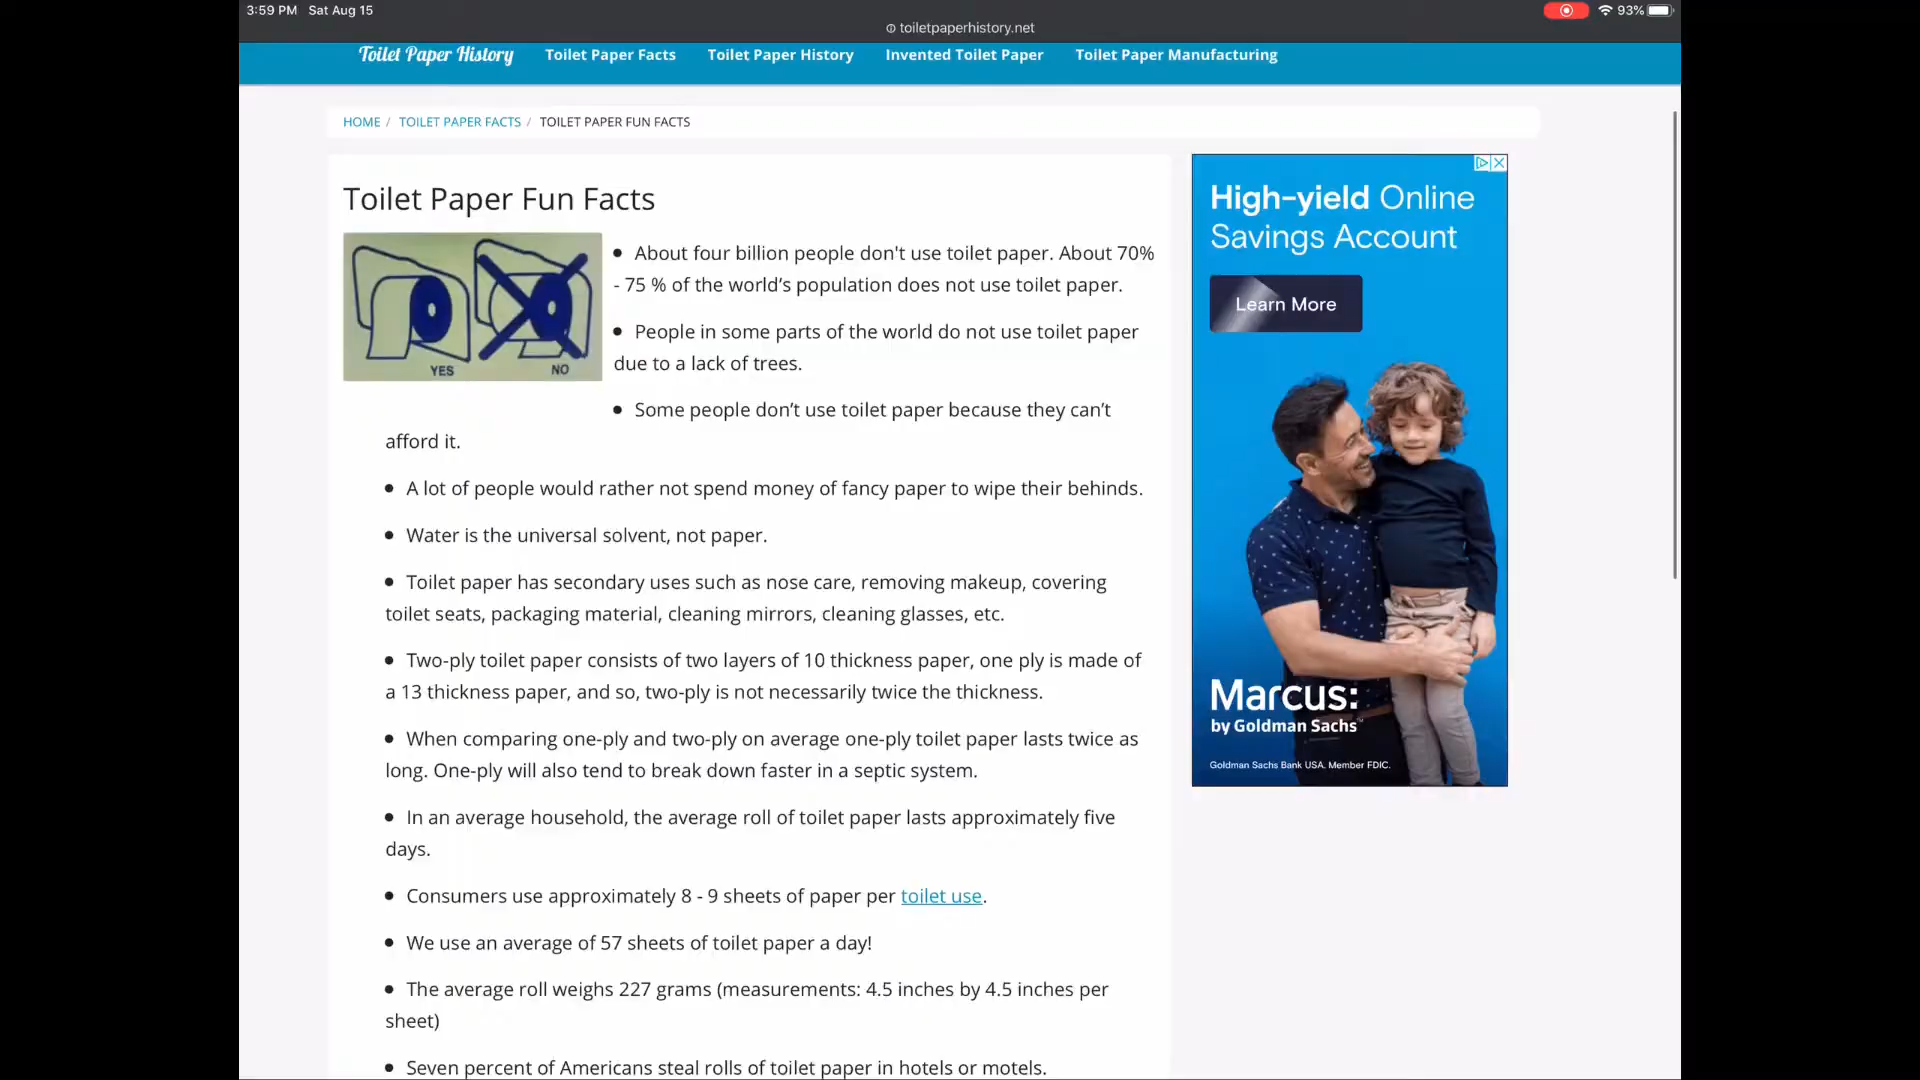 3:59 PM Sat Aug 15
93%
toiletpaperhistory.net
Toilet Paper History Toilet Paper Facts Toilet Paper History Invented Toilet Paper Toilet Paper Manufacturing
HOME / TOILET PAPER FACTS / TOILET PAPER FUN FACTS
Toilet Paper Fun Facts
YES NO
• About four billion people don't use toilet paper. About 70%
- 75 % of the world’s population does not use toilet paper.
• People in some parts of the world do not use toilet paper
due to a lack of trees.
• Some people don’t use toilet paper because they can’t
afford it.
• A lot of people would rather not spend money of fancy paper to wipe their behinds.
• Water is the universal solvent, not paper.
• Toilet paper has secondary uses such as nose care, removing makeup, covering
toilet seats, packaging material, cleaning mirrors, cleaning glasses, etc.
• Two-ply toilet paper consists of two layers of 10 thickness paper, one ply is made of
a 13 thickness paper, and so, two-ply is not necessarily twice the thickness.
• When comparing one-ply and two-ply on average one-ply toilet paper lasts twice as
long. One-ply will also tend to break down faster in a septic system.
• In an average household, the average roll of toilet paper lasts approximately five
days.
• Consumers use approximately 8 - 9 sheets of paper per toilet use.
• We use an average of 57 sheets of toilet paper a day!
• The average roll weighs 227 grams (measurements: 4.5 inches by 4.5 inches per
sheet)
• Seven percent of Americans steal rolls of toilet paper in hotels or motels.
High-yield Online
Savings Account
Learn More
Marcus:
by Goldman Sachs™
Goldman Sachs Bank USA. Member FDIC.